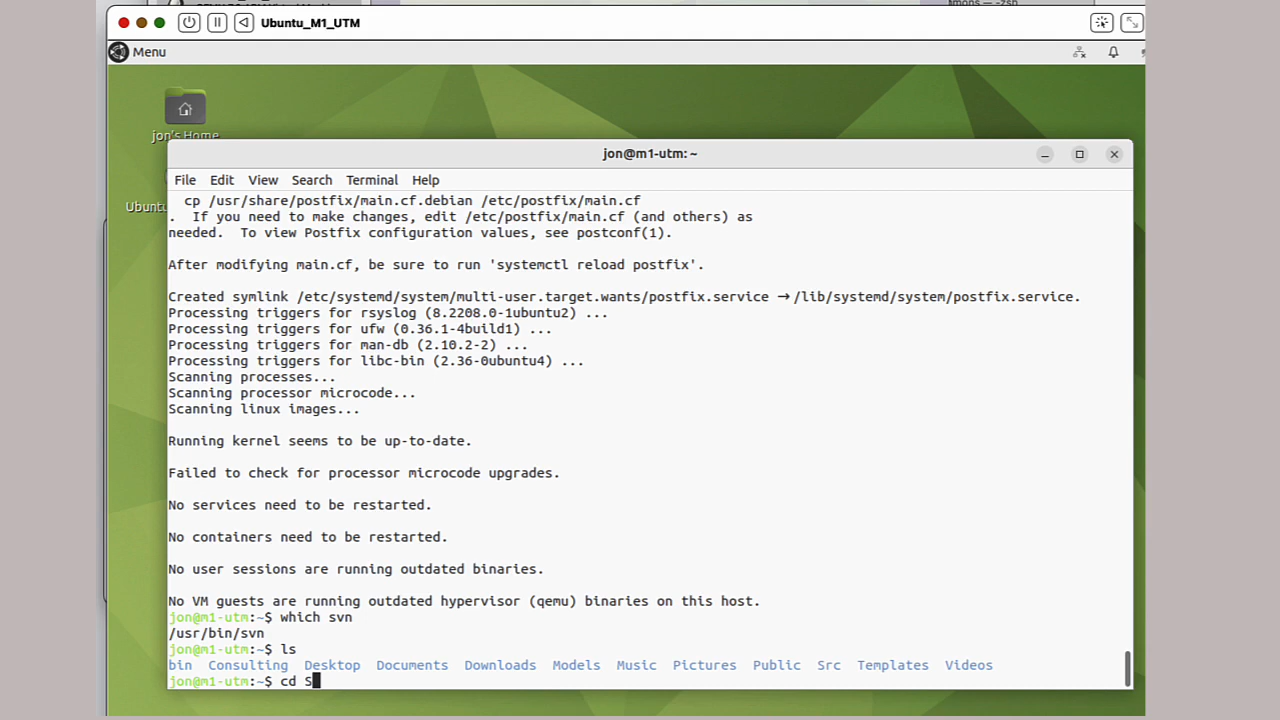 Ubuntu_M1_UTM
Menu
jon's Home
Ubuntu
jon@m1-utm: ~
File Edit View Search Terminal Help
cp /usr/share/postfix/main.cf.debian /etc/postfix/main.cf
. If you need to make changes, edit /etc/postfix/main.cf (and others) as
needed. To view Postfix configuration values, see postconf(1).
After modifying main.cf, be sure to run 'systemctl reload postfix'.
Created symlink /etc/systemd/system/multi-user.target.wants/postfix.service → /lib/systemd/system/postfix.service.
Processing triggers for rsyslog (8.2208.0-1ubuntu2) ...
Processing triggers for ufw (0.36.1-4build1) ...
Processing triggers for man-db (2.10.2-2) ...
Processing triggers for libc-bin (2.36-0ubuntu4) ...
Scanning processes...
Scanning processor microcode...
Scanning linux images...
Running kernel seems to be up-to-date.
Failed to check for processor microcode upgrades.
No services need to be restarted.
No containers need to be restarted.
No user sessions are running outdated binaries.
No VM guests are running outdated hypervisor (qemu) binaries on this host.
jon@m1-utm:~$ which svn
/usr/bin/svn
jon@m1-utm:~$ ls
bin Consulting Desktop Documents Downloads Models Music Pictures Public Src Templates Videos
jon@m1-utm:~$ cd S